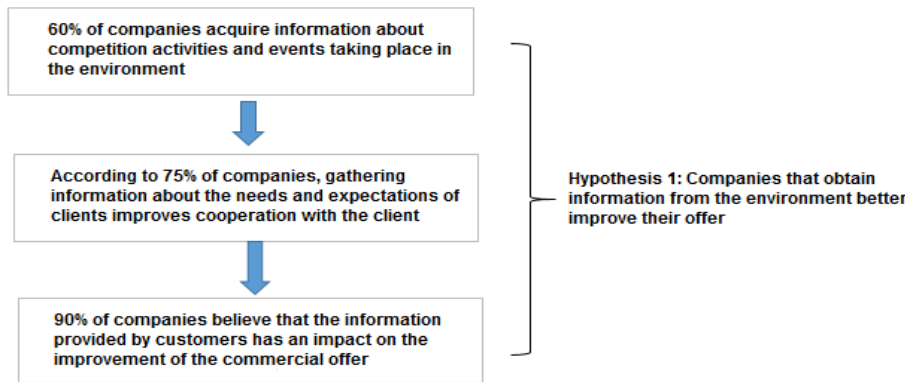 60% of companies acquire information about
competition activities and events taking place in
the environment
According to 75% of companies, gathering
information about the needs and expectations of
clients improves cooperation with the client
90% of companies believe that the information
provided by customers has an impact on the
improvement of the commercial offer
Hypothesis 1: Companies that obtain
information from the environment better
improve their offer